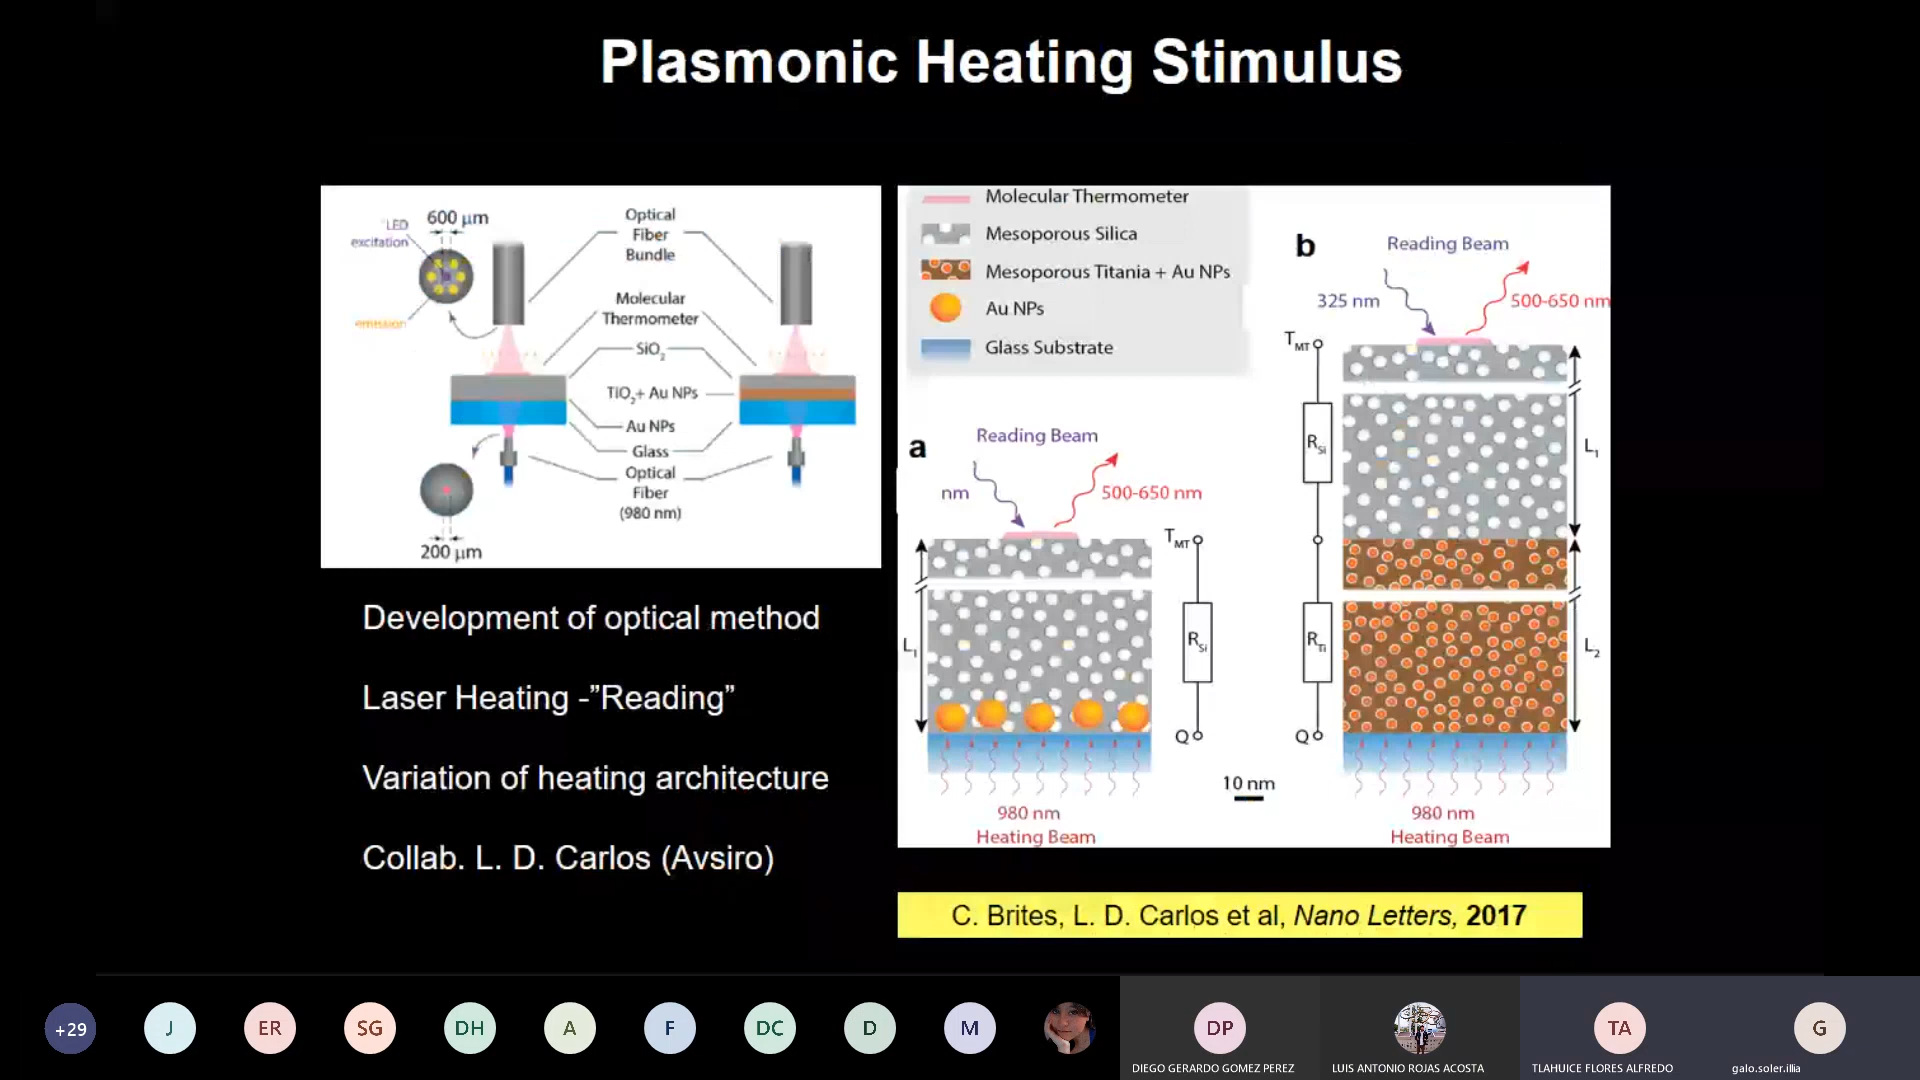 Plasmonic Heating Stimulus
LED
excitation
600 µm
emission
200 µm
Optical
Fiber
Bundle
Molecular
Thermometer
SiO2
TiO2+ Au NPs
Au NPs
Glass
Optical
Fiber
(980 nm)
Development of optical method
Laser Heating -”Reading”
Variation of heating architecture
Collab. L. D. Carlos (Avsiro)
Molecular Thermometer
Mesoporous Silica
Mesoporous Titania + Au NPs
Au NPs
Glass Substrate
a
Reading Beam
nm
500-650 nm
TMT
L1
RSi
Q
980 nm
Heating Beam
10 nm
b
Reading Beam
325 nm
500-650 nm
TMT
RSi
L1
RTi
L2
Q
980 nm
Heating Beam
C. Brites, L. D. Carlos et al, Nano Letters, 2017
+29
J
ER
SG
DH
A
F
DC
D
M
DP
DIEGO GERARDO GOMEZ PEREZ
LUIS ANTONIO ROJAS ACOSTA
TA
TLAHUICE FLORES ALFREDO
G
galo.soler.illia